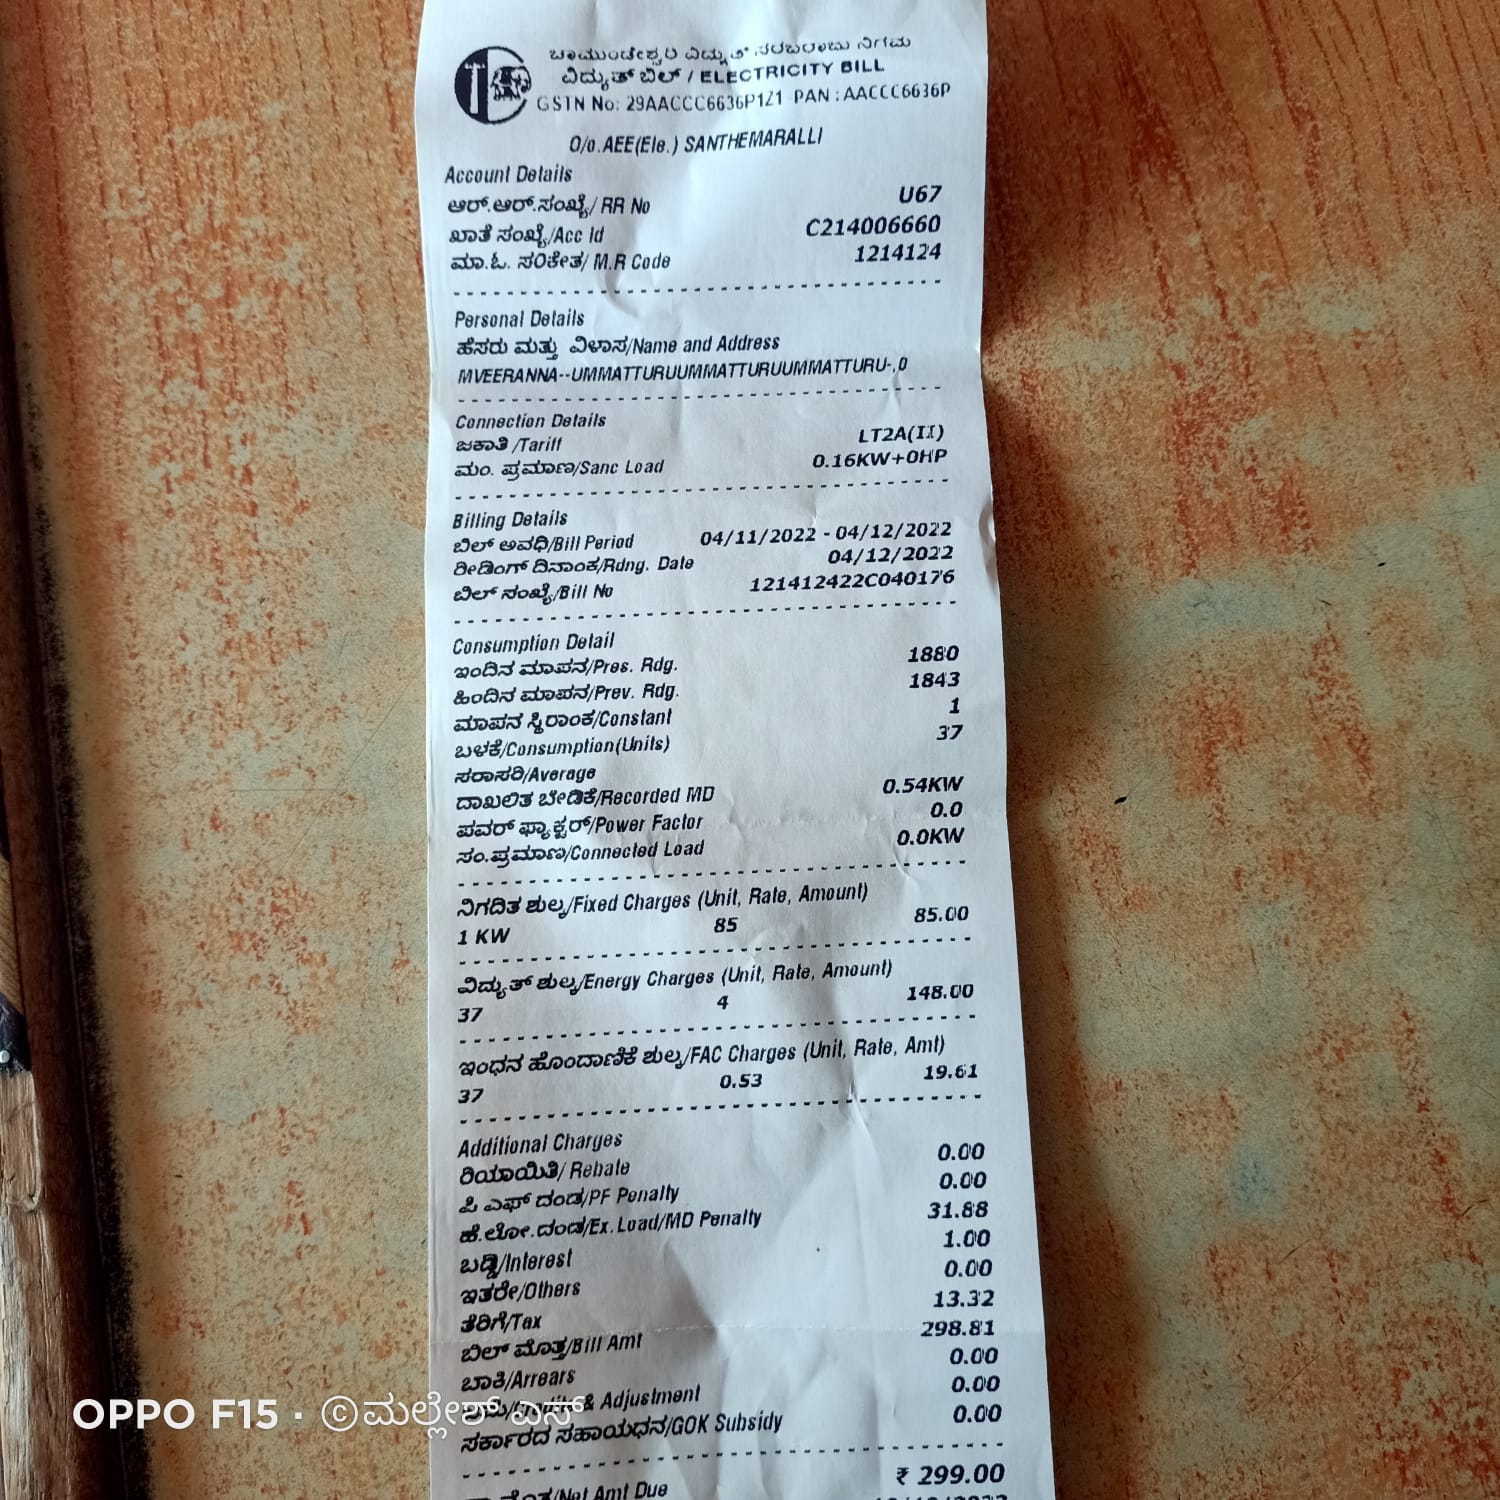 ಚಾಮುಂಡೇಶ್ವರಿ ವಿದ್ಯುತ್ ಸರಬರಾಜು ನಿಗಮ
ವಿದ್ಯುತ್ ಬಿಲ್ / ELECTRICITY BILL
GSTN No: 29AACCC6636P1Z1 PAN : AACCC6636P
O/o.AEE(Ele.) SANTHEMARALLI
Account Details
ಆರ್.ಆರ್.ಸಂಖ್ಯೆ/ RR No U67
ಖಾತೆ ಸಂಖ್ಯೆ/Acc Id C214006660
ಮಾ.ಓ. ಸಂಕೇತ/ M.R Code 1214124
Personal Details
ಹೆಸರು ಮತ್ತು ವಿಳಾಸ/Name and Address
MVEERANNA--UMMATTURUUMMATTURUUMMATTURU-,0
Connection Details
ಜಕಾತಿ /Tariff LT2A(II)
ಮಂ. ಪ್ರಮಾಣ/Sanc Load 0.16KW+0HP
Billing Details
ಬಿಲ್ ಅವಧಿ/Bill Period 04/11/2022 - 04/12/2022
ರೀಡಿಂಗ್ ದಿನಾಂಕ/Rdng. Date 04/12/2022
ಬಿಲ್ ಸಂಖ್ಯೆ/Bill No 121412422C040176
Consumption Detail
ಇಂದಿನ ಮಾಪನ/Pres. Rdg. 1880
ಹಿಂದಿನ ಮಾಪನ/Prev. Rdg. 1843
ಮಾಪನ ಸ್ಥಿರಾಂಕ/Constant 1
ಬಳಕೆ/Consumption(Units) 37
ಸರಾಸರಿ/Average
ದಾಖಲಿತ ಬೇಡಿಕೆ/Recorded MD 0.54KW
ಪವರ್ ಫ್ಯಾಕ್ಟರ್/Power Factor 0.0
ಸಂ.ಪ್ರಮಾಣ/Connected Load 0.0KW
ನಿಗದಿತ ಶುಲ್ಕ/Fixed Charges (Unit, Rate, Amount)
1 KW 85 85.00
ವಿದ್ಯುತ್ ಶುಲ್ಕ/Energy Charges (Unit, Rate, Amount)
37 4 148.00
ಇಂಧನ ಹೊಂದಾಣಿಕೆ ಶುಲ್ಕ/FAC Charges (Unit, Rate, Amt)
37 0.53 19.61
Additional Charges
ರಿಯಾಯಿತಿ/ Rebate 0.00
ಪಿ ಎಫ್ ದಂಡ/PF Penalty 0.00
ಹೆ.ಲೋ.ದಂಡ/Ex.Load/MD Penalty 31.88
ಬಡ್ಡಿ/Interest 1.00
ಇತರೇ/Others 0.00
ತೆರಿಗೆ/Tax 13.32
ಬಿಲ್ ಮೊತ್ತ/Bill Amt 298.81
ಬಾಕಿ/Arrears 0.00
& Adjustment 0.00
ಸರ್ಕಾರದ ಸಹಾಯಧನ/GOK Subsidy 0.00
/Net Amt Due ₹ 299.00
OPPO F15 · ©ಮಲ್ಲೇಶ್ ಎಸ್